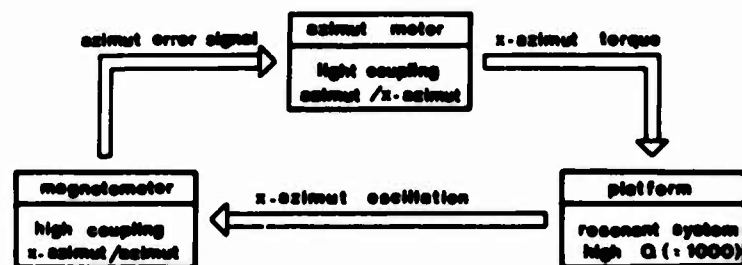 azimut error signal
azimut motor
light coupling
azimut / x-azimut
x-azimut torque
magnetometer
high coupling
x-azimut/azimut
x-azimut oscillation
platform
resonant system
high Q (≈ 1000)